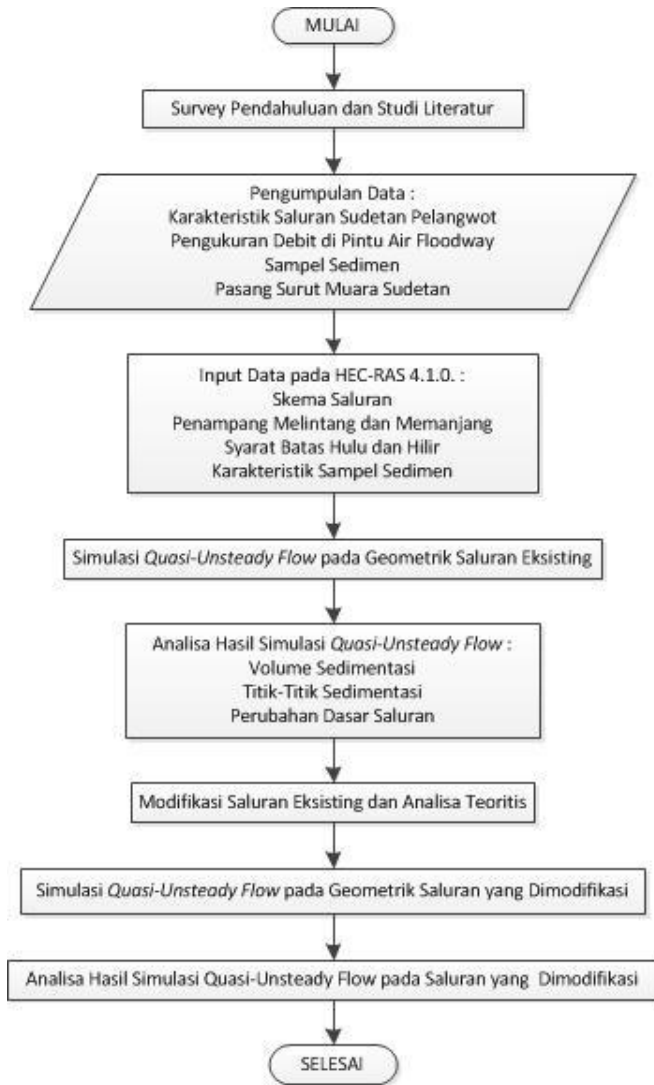 MULAI
Survey Pendahuluan dan Studi Literatur
Pengumpulan Data :
Karakteristik Saluran Sudetan Pelangwot
Pengukuran Debit di Pintu Air Floodway
Sampel Sedimen
Pasang Surut Muara Sudetan
Input Data pada HEC-RAS 4.1.0. :
Skema Saluran
Penampang Melintang dan Memanjang
Syarat Batas Hulu dan Hilir
Karakteristik Sampel Sedimen
Simulasi Quasi-Unsteady Flow pada Geometrik Saluran Eksisting
Analisa Hasil Simulasi Quasi-Unsteady Flow :
Volume Sedimentasi
Titik-Titik Sedimentasi
Perubahan Dasar Saluran
Modifikasi Saluran Eksisting dan Analisa Teoritis
Simulasi Quasi-Unsteady Flow pada Geometrik Saluran yang Dimodifikasi
Analisa Hasil Simulasi Quasi-Unsteady Flow pada Saluran yang Dimodifikasi
SELESAI